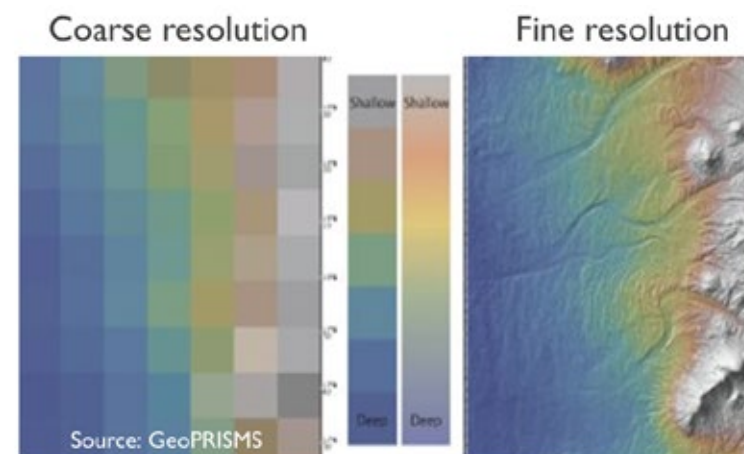 Coarse resolution
Fine resolution
Shallow Shallow
Deep Deep
Source: GeoPRISMS